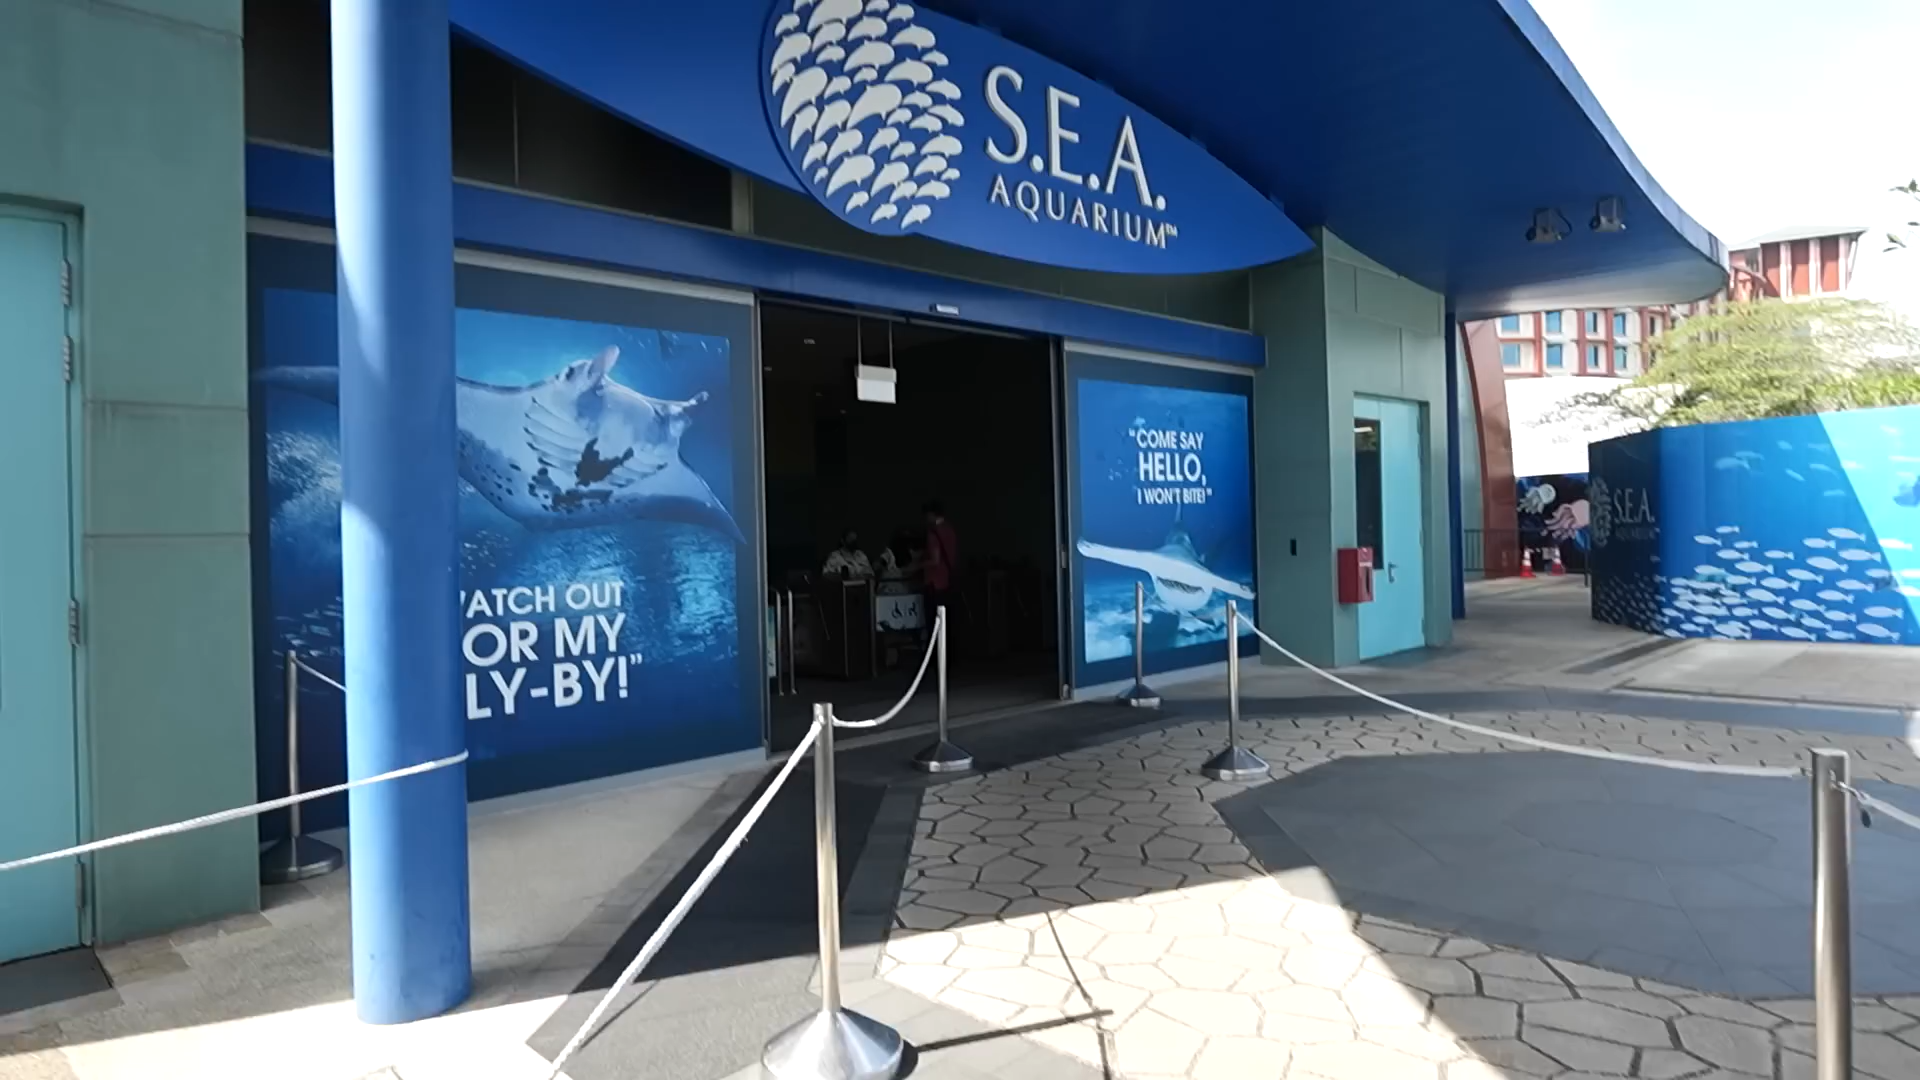 S.E.A.
AQUARIUM™
"COME SAY
HELLO,
I WON'T BITE!"
S.E.A.
AQUARIUM
ATCH OUT
OR MY
LY-BY!"